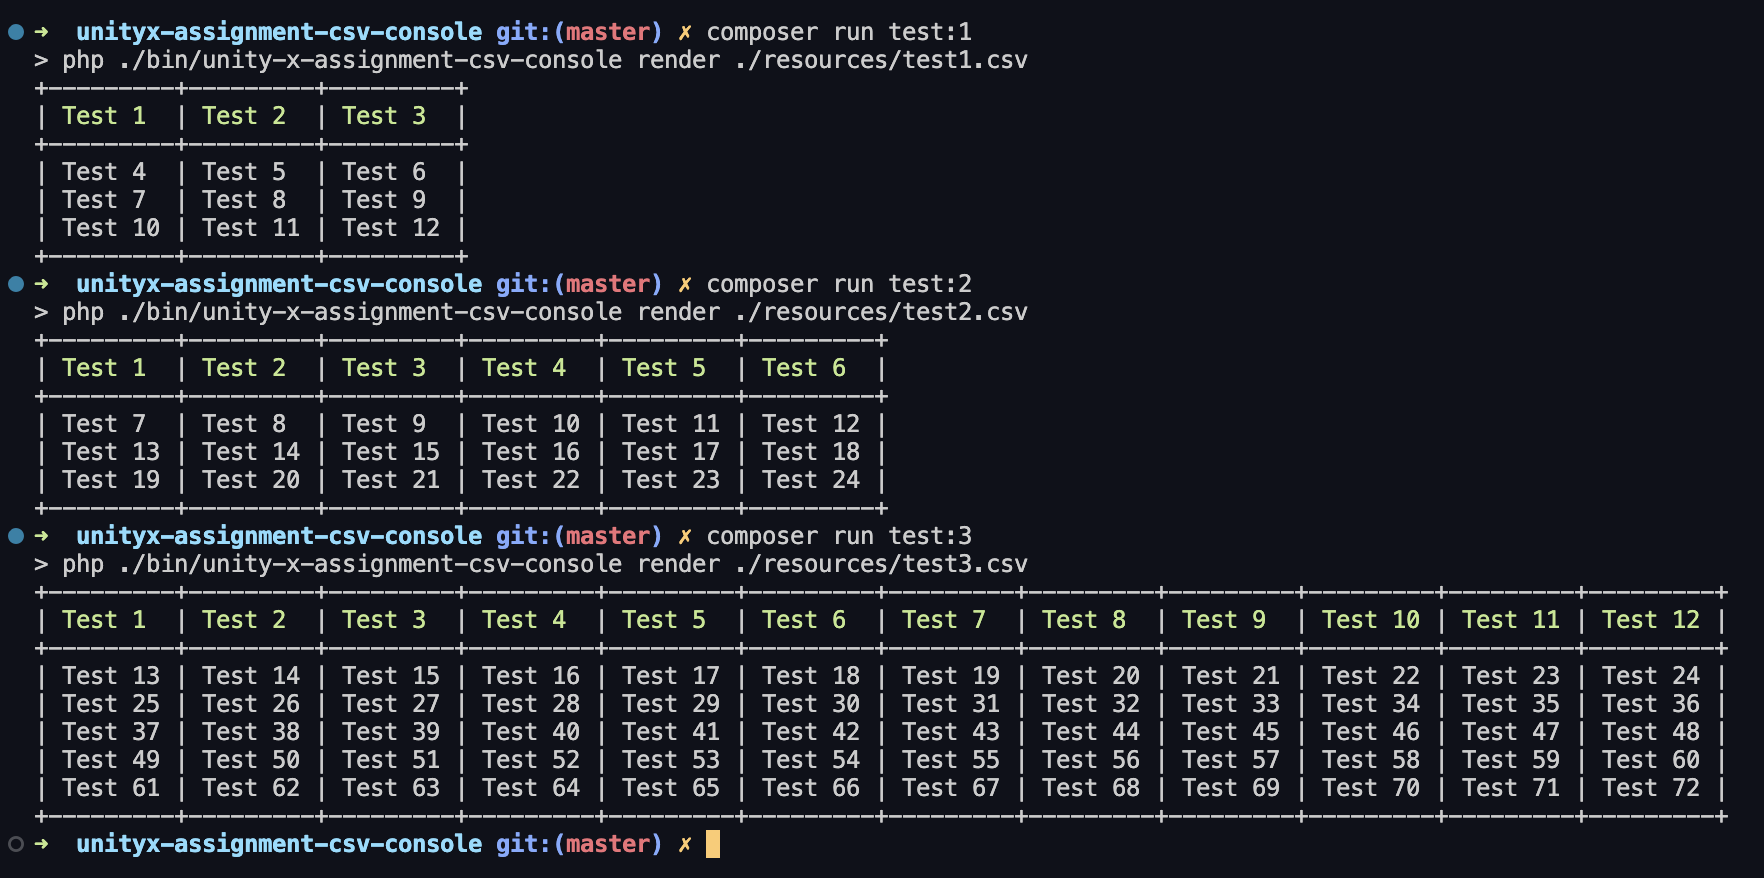 ➜  unityx-assignment-csv-console git:(master) ✗ composer run test:1
> php ./bin/unity-x-assignment-csv-console render ./resources/test1.csv
+---------+---------+---------+
| Test 1  | Test 2  | Test 3  |
+---------+---------+---------+
| Test 4  | Test 5  | Test 6  |
| Test 7  | Test 8  | Test 9  |
| Test 10 | Test 11 | Test 12 |
+---------+---------+---------+
➜  unityx-assignment-csv-console git:(master) ✗ composer run test:2
> php ./bin/unity-x-assignment-csv-console render ./resources/test2.csv
+---------+---------+---------+---------+---------+---------+
| Test 1  | Test 2  | Test 3  | Test 4  | Test 5  | Test 6  |
+---------+---------+---------+---------+---------+---------+
| Test 7  | Test 8  | Test 9  | Test 10 | Test 11 | Test 12 |
| Test 13 | Test 14 | Test 15 | Test 16 | Test 17 | Test 18 |
| Test 19 | Test 20 | Test 21 | Test 22 | Test 23 | Test 24 |
+---------+---------+---------+---------+---------+---------+
➜  unityx-assignment-csv-console git:(master) ✗ composer run test:3
> php ./bin/unity-x-assignment-csv-console render ./resources/test3.csv
+---------+---------+---------+---------+---------+---------+---------+---------+---------+---------+---------+---------+
| Test 1  | Test 2  | Test 3  | Test 4  | Test 5  | Test 6  | Test 7  | Test 8  | Test 9  | Test 10 | Test 11 | Test 12 |
+---------+---------+---------+---------+---------+---------+---------+---------+---------+---------+---------+---------+
| Test 13 | Test 14 | Test 15 | Test 16 | Test 17 | Test 18 | Test 19 | Test 20 | Test 21 | Test 22 | Test 23 | Test 24 |
| Test 25 | Test 26 | Test 27 | Test 28 | Test 29 | Test 30 | Test 31 | Test 32 | Test 33 | Test 34 | Test 35 | Test 36 |
| Test 37 | Test 38 | Test 39 | Test 40 | Test 41 | Test 42 | Test 43 | Test 44 | Test 45 | Test 46 | Test 47 | Test 48 |
| Test 49 | Test 50 | Test 51 | Test 52 | Test 53 | Test 54 | Test 55 | Test 56 | Test 57 | Test 58 | Test 59 | Test 60 |
| Test 61 | Test 62 | Test 63 | Test 64 | Test 65 | Test 66 | Test 67 | Test 68 | Test 69 | Test 70 | Test 71 | Test 72 |
+---------+---------+---------+---------+---------+---------+---------+---------+---------+---------+---------+---------+
➜  unityx-assignment-csv-console git:(master) ✗